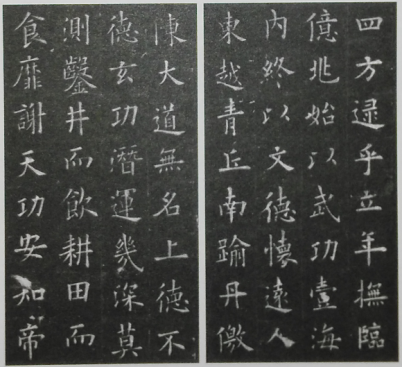 四方逮乎立年撫臨
億兆始以武功壹海
內終以文德懷遠人
東越青丘南踰丹儌
陳大道無名上德不
德玄功潛運幾深莫
測鑿井而飲耕田而
食靡謝天功安知帝